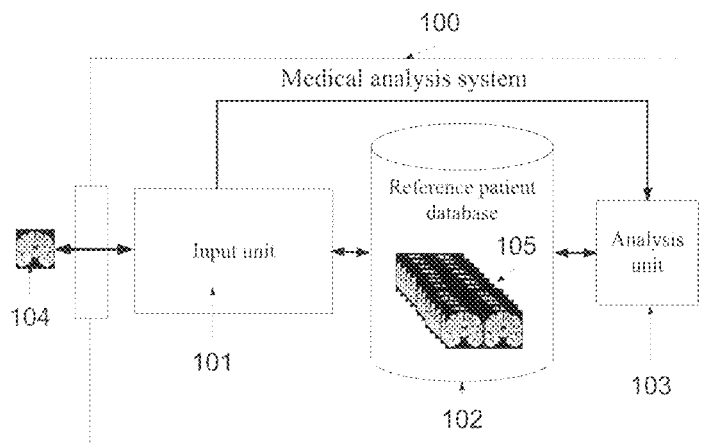 100
Medical analysis system
Reference patient
database
Input unit
105
Analysis
unit
104
101
102
103